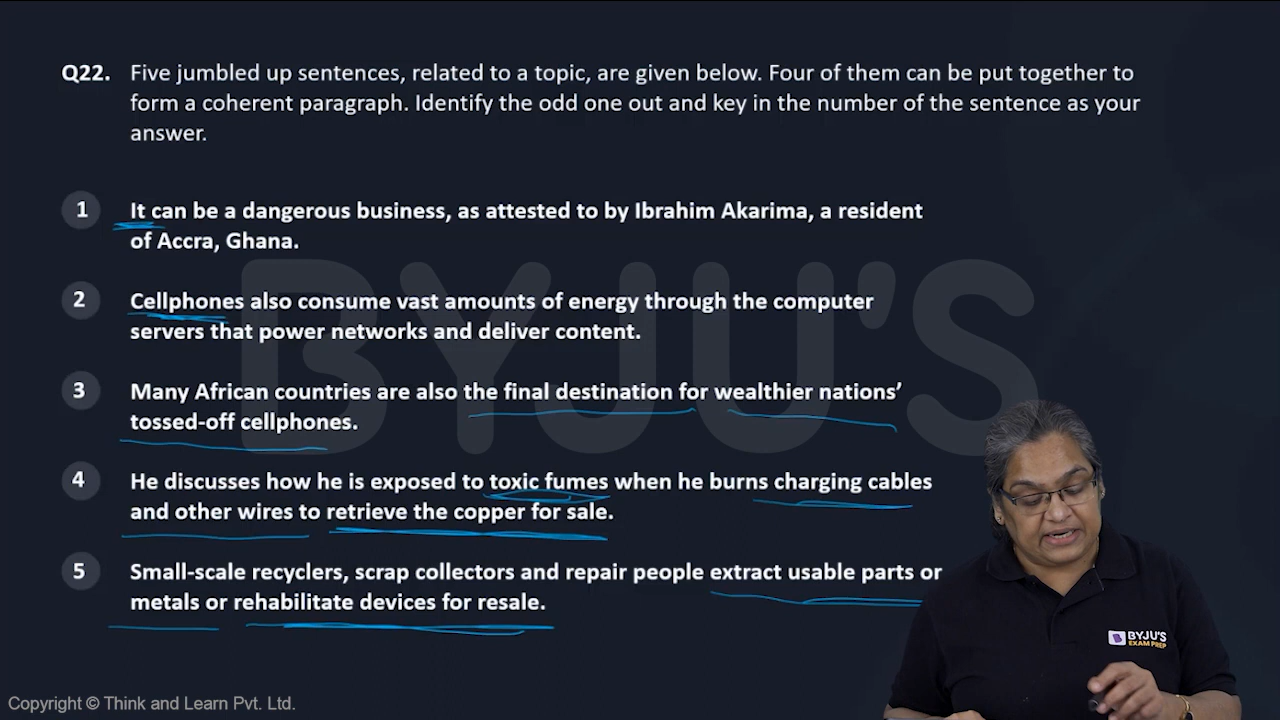 Q22. Five jumbled up sentences, related to a topic, are given below. Four of them can be put together to
form a coherent paragraph. Identify the odd one out and key in the number of the sentence as your
answer.
1 It can be a dangerous business, as attested to by Ibrahim Akarima, a resident
of Accra, Ghana.
2 Cellphones also consume vast amounts of energy through the computer
servers that power networks and deliver content.
3 Many African countries are also the final destination for wealthier nations’
tossed-off cellphones.
4 He discusses how he is exposed to toxic fumes when he burns charging cables
and other wires to retrieve the copper for sale.
5 Small-scale recyclers, scrap collectors and repair people extract usable parts or
metals or rehabilitate devices for resale.
BYJU'S
BYJU'S
EXAM PREP
Copyright © Think and Learn Pvt. Ltd.